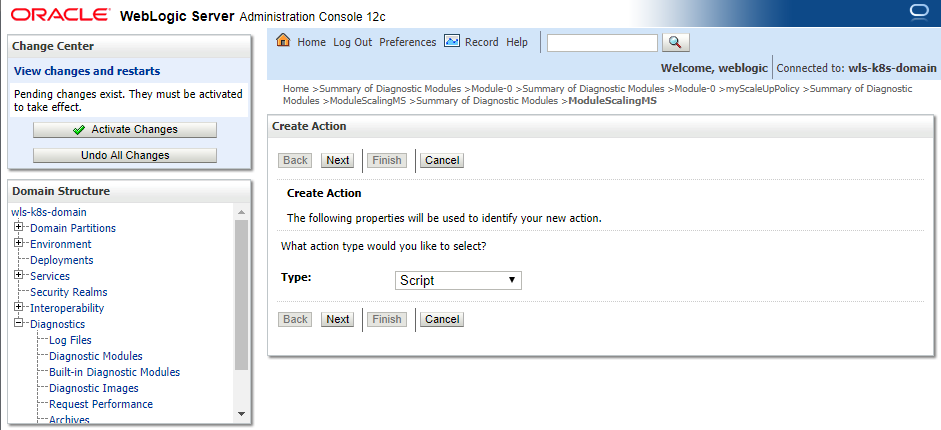 ORACLE WebLogic Server Administration Console 12c
Change Center
View changes and restarts
Pending changes exist. They must be activated
to take effect.
Activate Changes
Undo All Changes
Domain Structure
wls-k8s-domain
Domain Partitions
Environment
Deployments
Services
Security Realms
Interoperability
Diagnostics
Log Files
Diagnostic Modules
Built-in Diagnostic Modules
Diagnostic Images
Request Performance
Archives
Home Log Out Preferences Record Help
Welcome, weblogic Connected to: wls-k8s-domain
Home >Summary of Diagnostic Modules >Module-0 >Summary of Diagnostic Modules >Module-0 >myScaleUpPolicy >Summary of Diagnostic
Modules >ModuleScalingMS >Summary of Diagnostic Modules >ModuleScalingMS
Create Action
Back Next Finish Cancel
Create Action
The following properties will be used to identify your new action.
What action type would you like to select?
Type: Script
Back Next Finish Cancel